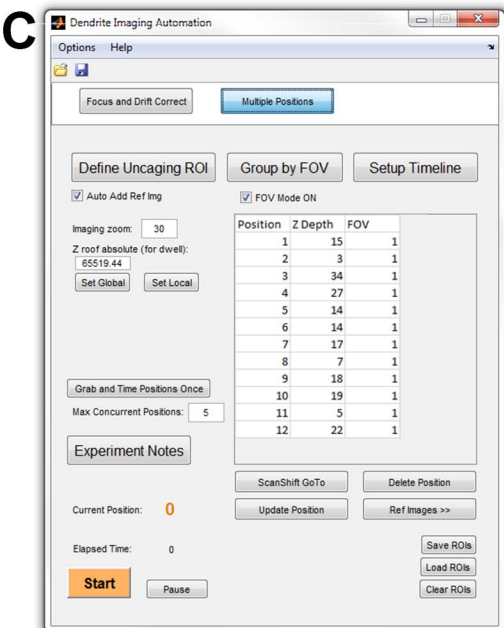 C
Dendrite Imaging Automation
Options Help
Focus and Drift Correct Multiple Positions
Define Uncaging ROI Group by FOV Setup Timeline
Auto Add Ref Img FOV Mode ON
Imaging zoom: 30
Z roof absolute (for dwell):
65519.44
Set Global Set Local
Position Z Depth FOV
1 15 1
2 3 1
3 34 1
4 27 1
5 14 1
6 14 1
7 17 1
8 7 1
9 18 1
10 19 1
11 5 1
12 22 1
Grab and Time Positions Once
Max Concurrent Positions: 5
Experiment Notes
ScanShift GoTo Delete Position
Current Position: 0 Update Position Ref Images >>
Elapsed Time: 0
Save ROIs
Load ROIs
Start Pause Clear ROIs